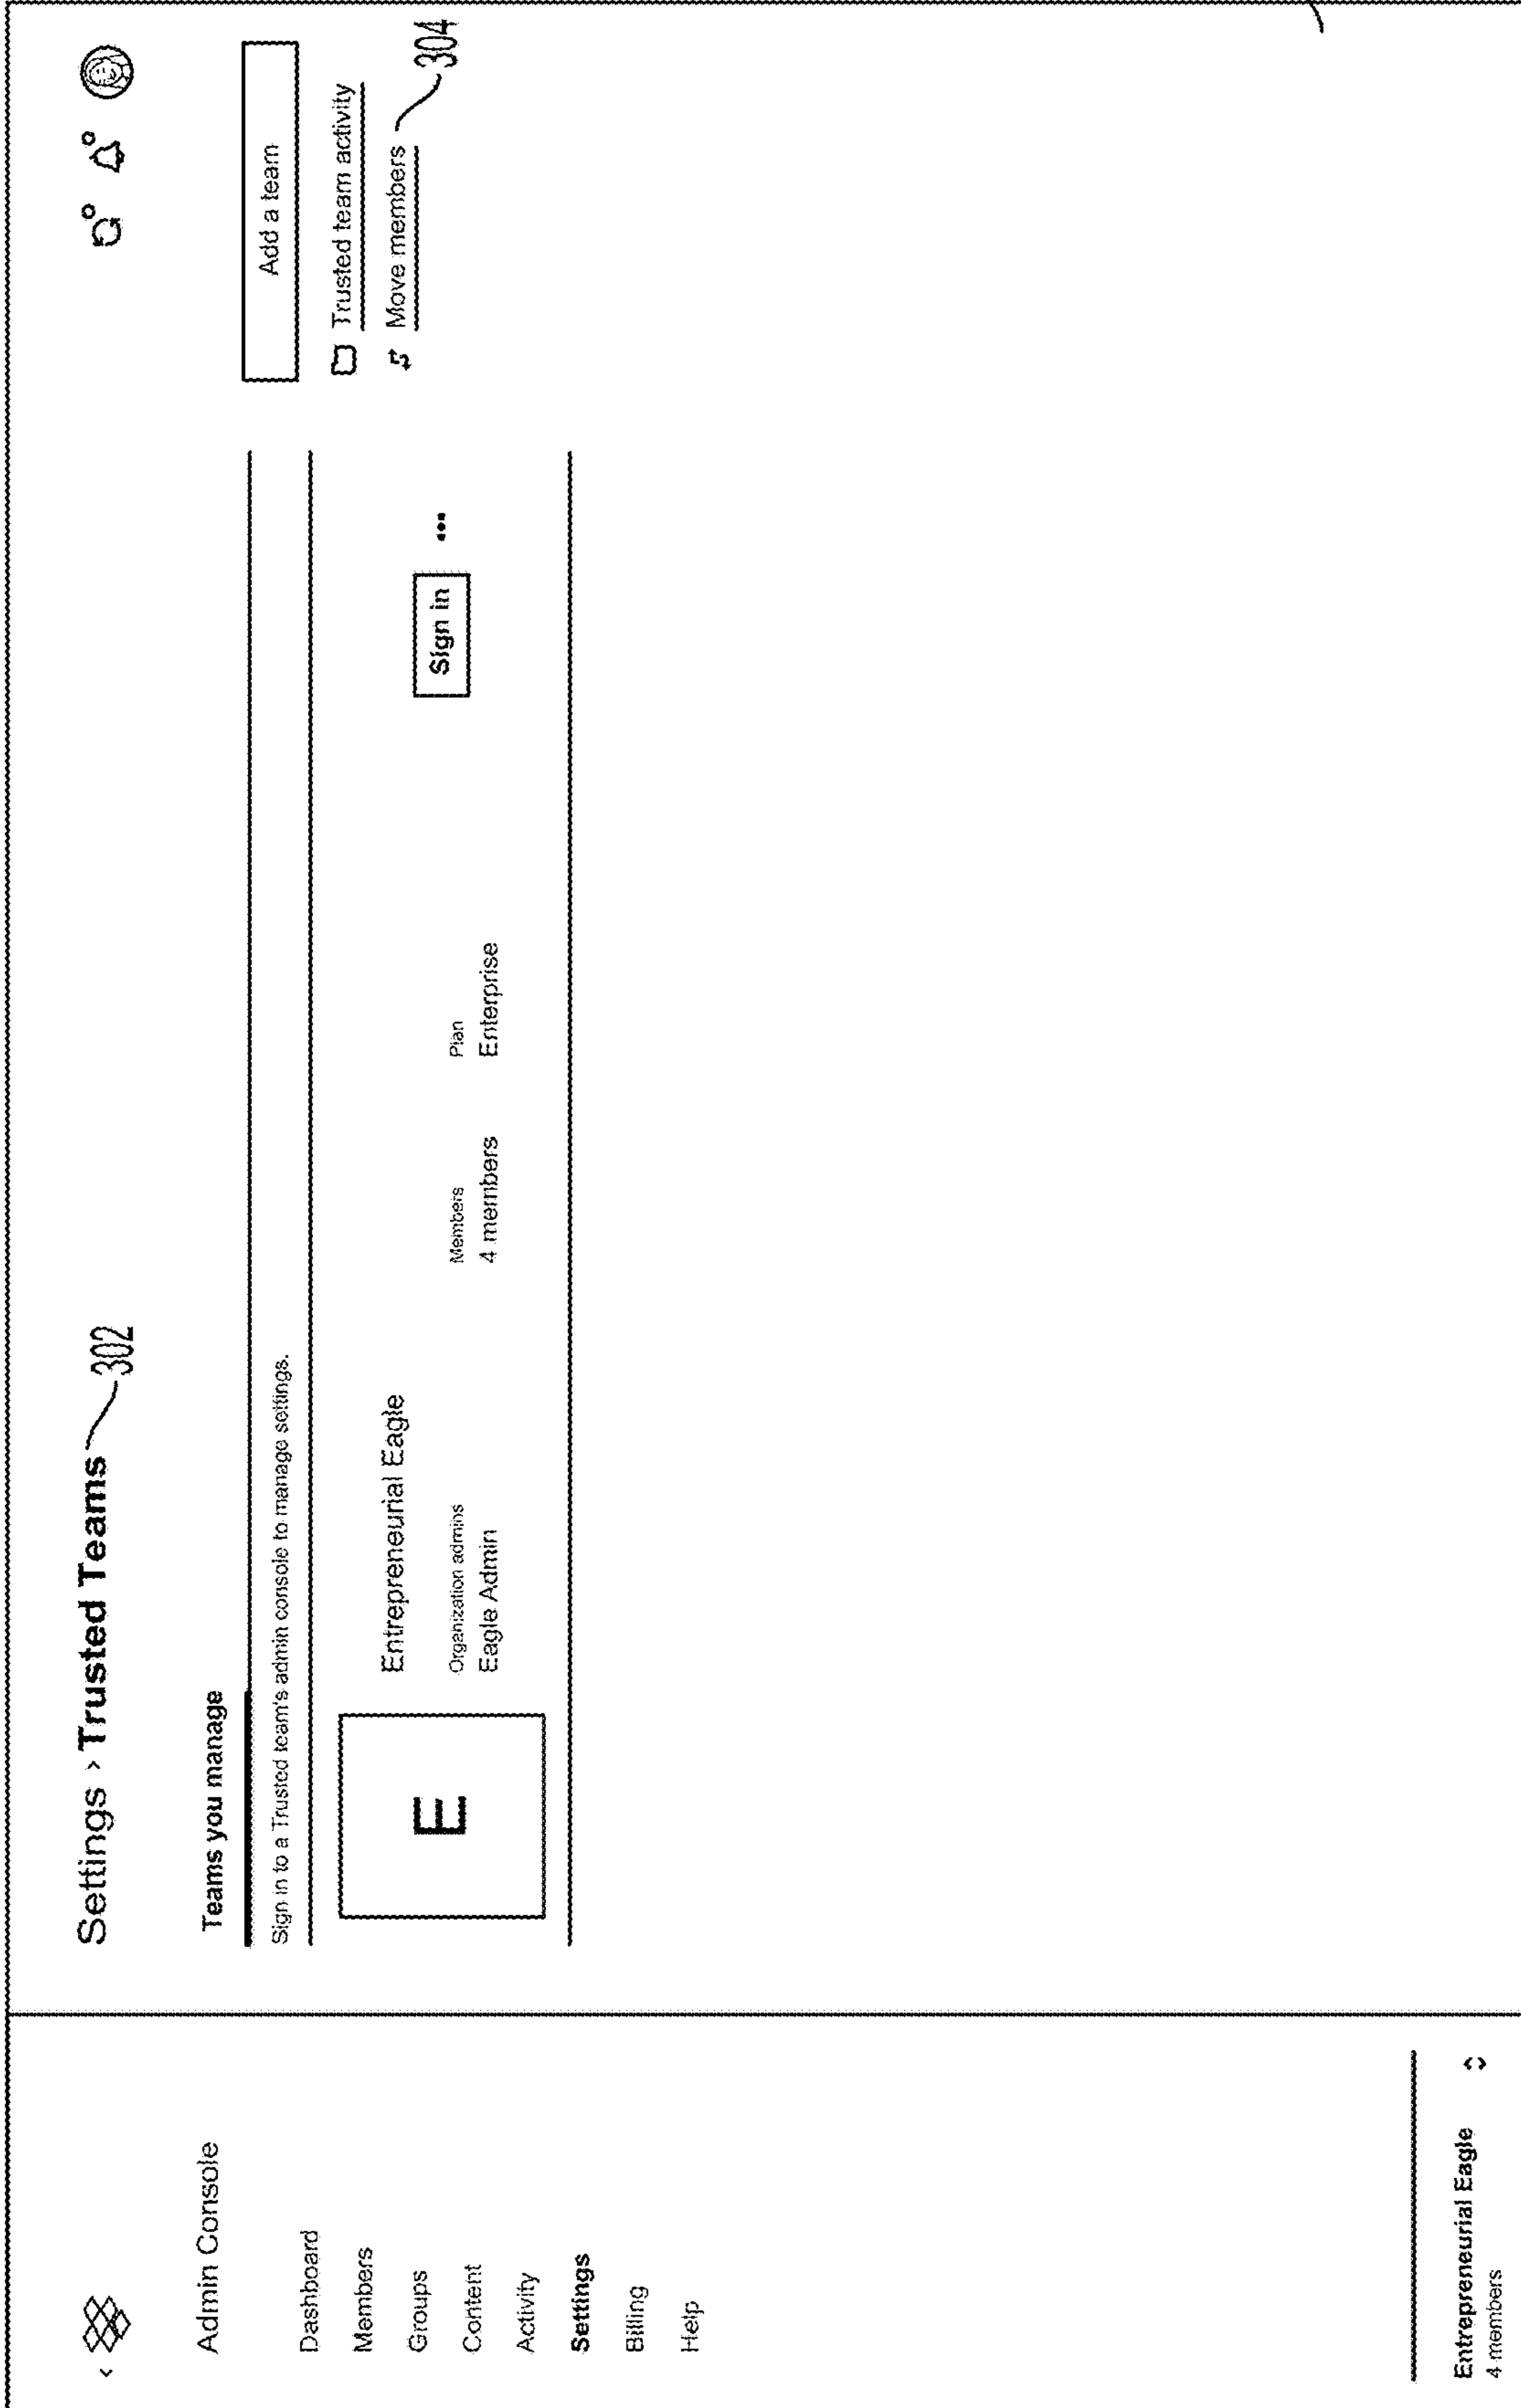 Admin Console
Dashboard
Members
Groups
Content
Activity
Settings
Billing
Help
Entrepreneurial Eagle
4 members
Settings › Trusted Teams 302
Teams you manage
Sign in to a Trusted team's admin console to manage settings.
E
Entrepreneurial Eagle
Organization admins
Eagle Admin
Members
4 members
Plan
Enterprise
Sign in
Add a team
Trusted team activity
Move members 304